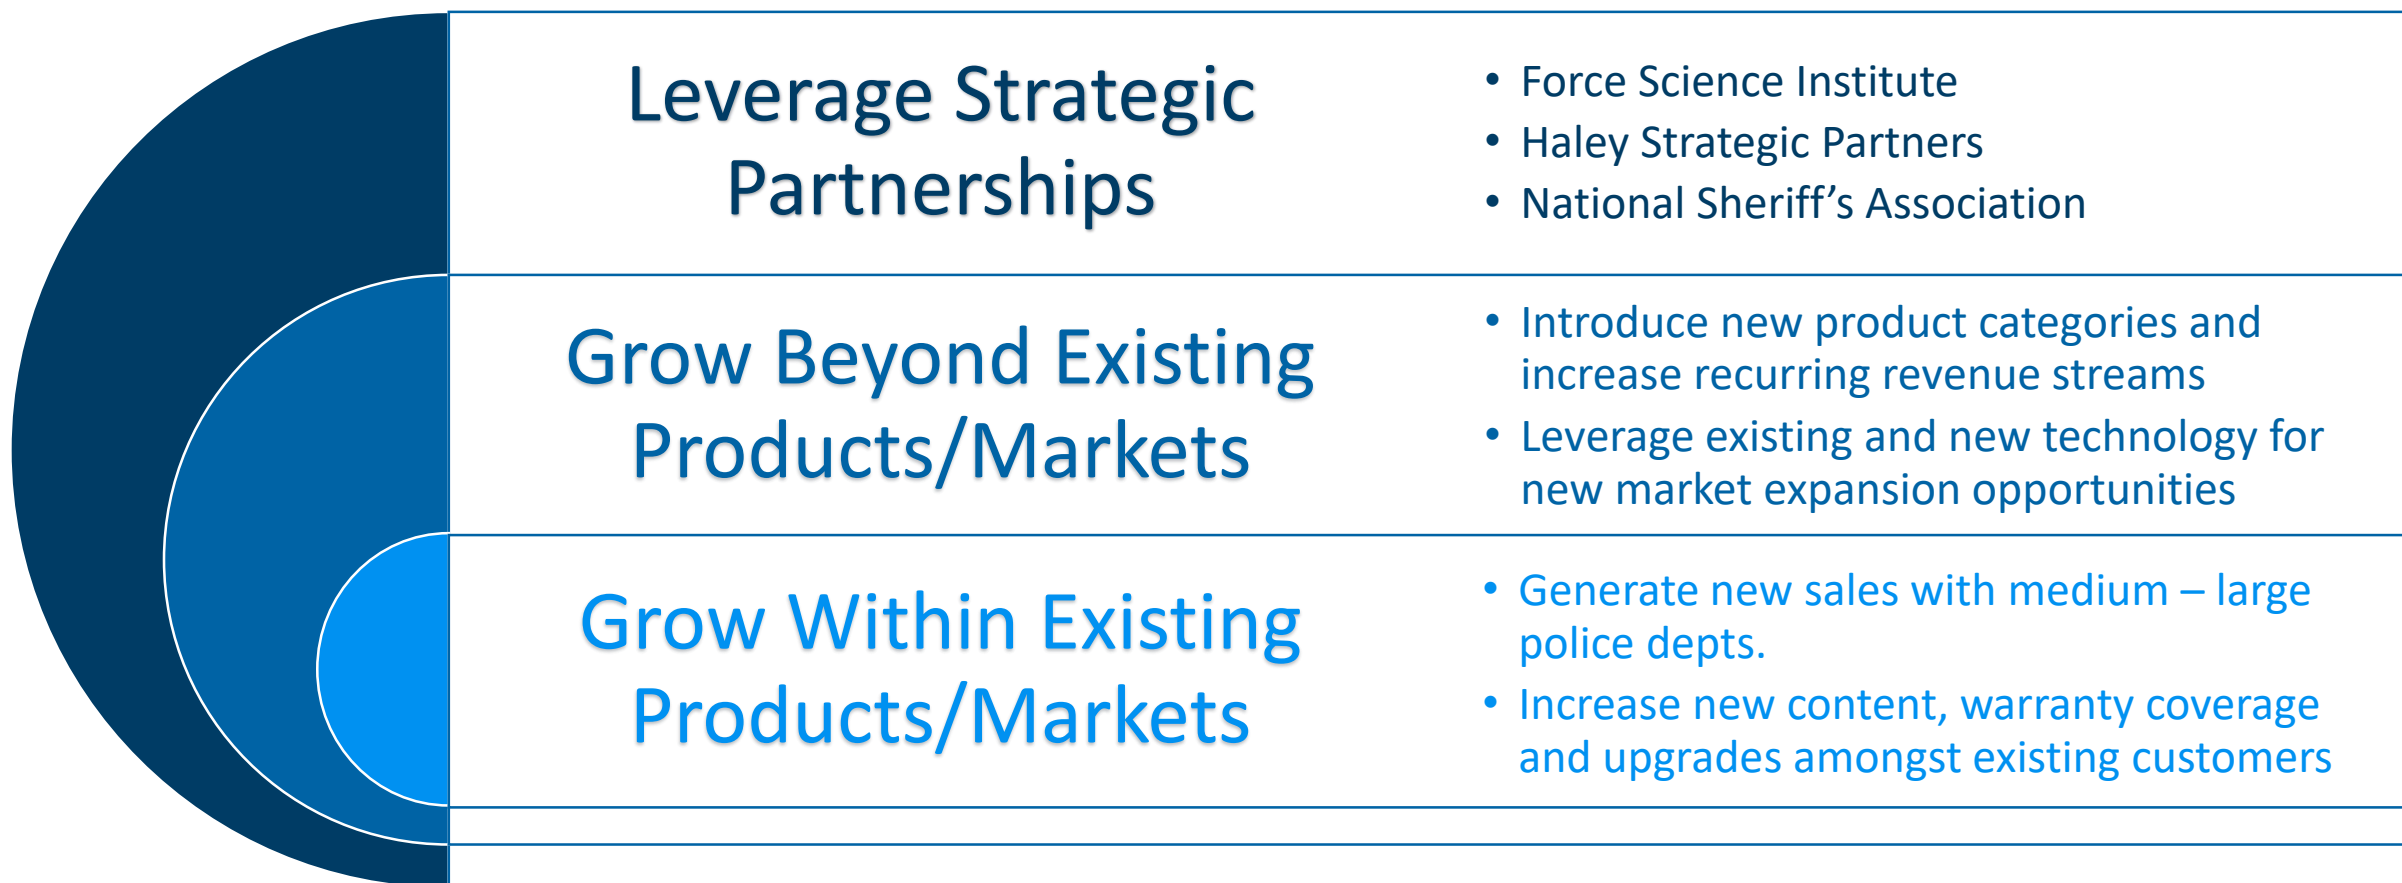 Leverage Strategic
Partnerships
• Force Science Institute
• Haley Strategic Partners
• National Sheriff’s Association
Grow Beyond Existing
Products/Markets
• Introduce new product categories and
increase recurring revenue streams
• Leverage existing and new technology for
new market expansion opportunities
Grow Within Existing
Products/Markets
• Generate new sales with medium – large
police depts.
• Increase new content, warranty coverage
and upgrades amongst existing customers